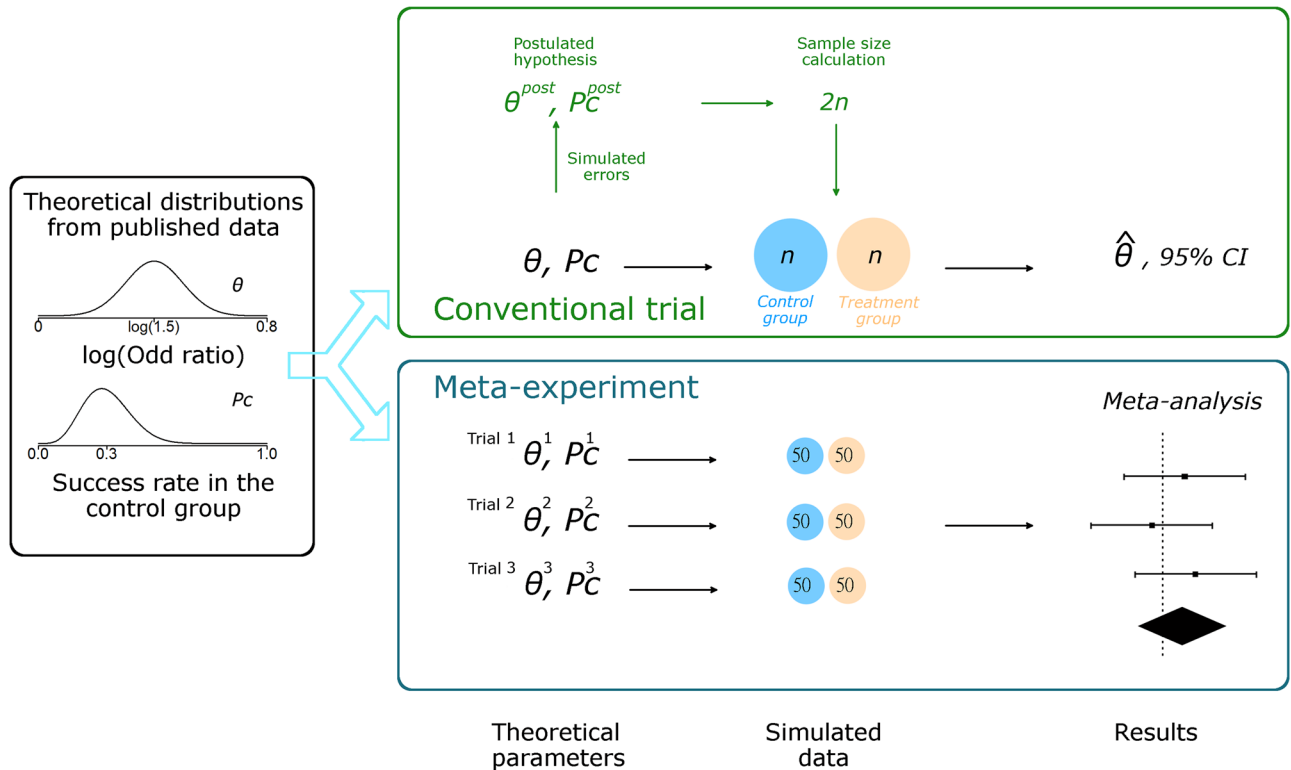 Theoretical distributions
from published data
θ
0
log(1.5)
0.8
log(Odd ratio)
Pc
0.0
0.3
1.0
Success rate in the
control group
Postulated
hypothesis
θ^post, Pc^post
Sample size
calculation
2n
Simulated
errors
θ, Pc
n
n
Control
group
Treatment
group
θ̂ , 95% CI
Conventional trial
Meta-experiment
Meta-analysis
Trial 1 θ^1, Pc^1
50 50
Trial 2 θ^2, Pc^2
50 50
Trial 3 θ^3, Pc^3
50 50
Theoretical
parameters
Simulated
data
Results